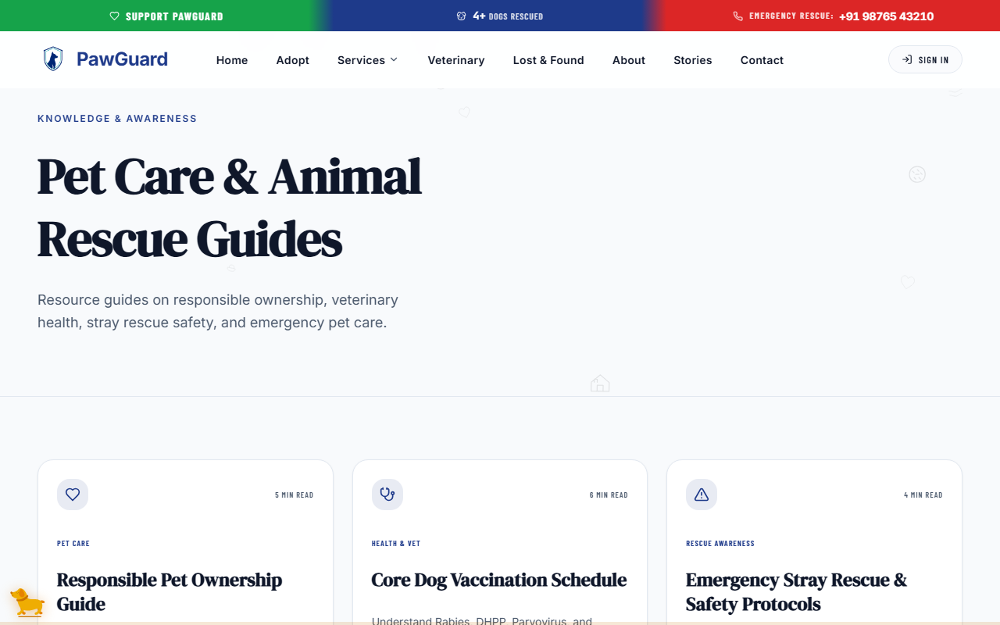 SUPPORT PAWGUARD
4+ DOGS RESCUED
EMERGENCY RESCUE: +91 98765 43210
PawGuard
Home
Adopt
Services
Veterinary
Lost & Found
About
Stories
Contact
SIGN IN
KNOWLEDGE & AWARENESS
Pet Care & Animal
Rescue Guides
Resource guides on responsible ownership, veterinary
health, stray rescue safety, and emergency pet care.
5 MIN READ
PET CARE
Responsible Pet Ownership
Guide
6 MIN READ
HEALTH & VET
Core Dog Vaccination Schedule
Understand Rabies, DHPP, Parvovirus, and
4 MIN READ
RESCUE AWARENESS
Emergency Stray Rescue &
Safety Protocols